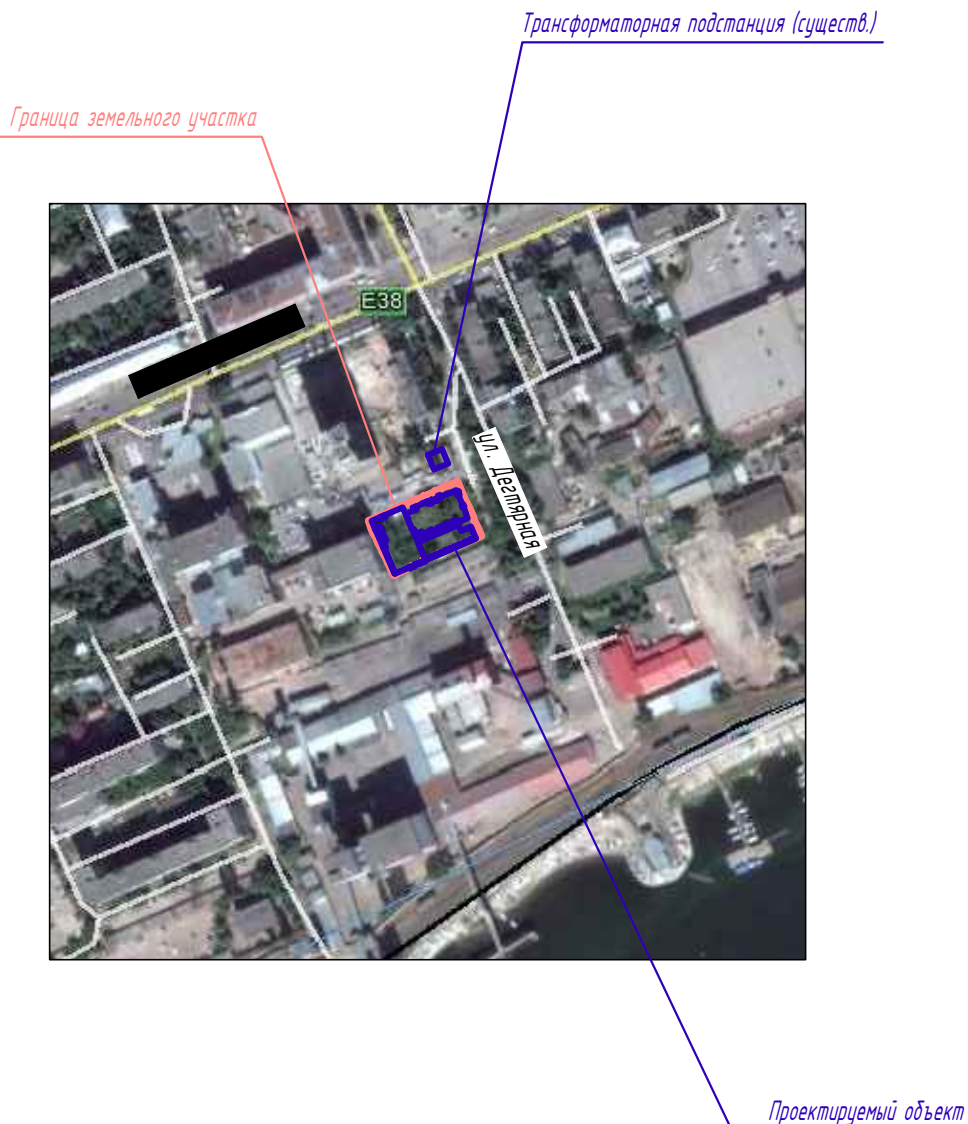 Трансформаторная подстанция (существ.)
Граница земельного участка
E38
ул. Дегтярная
Проектируемый объект